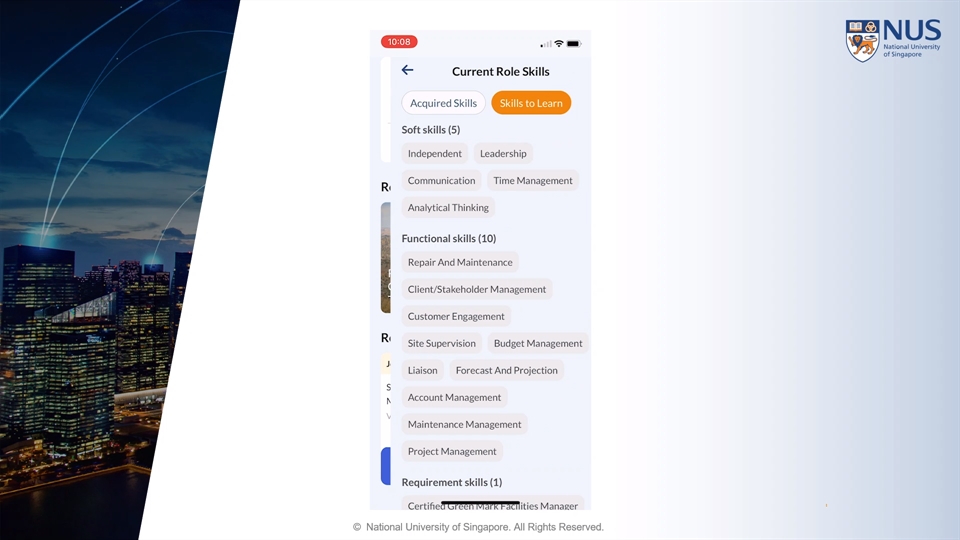 NUS
National University
of Singapore
10:08
Current Role Skills
Acquired Skills
Skills to Learn
Soft skills (5)
Independent
Leadership
Communication
Time Management
Analytical Thinking
Functional skills (10)
Repair And Maintenance
Client/Stakeholder Management
Customer Engagement
Site Supervision
Budget Management
Liaison
Forecast And Projection
Account Management
Maintenance Management
Project Management
Requirement skills (1)
Certified Green Mark Facilities Manager
© National University of Singapore. All Rights Reserved.